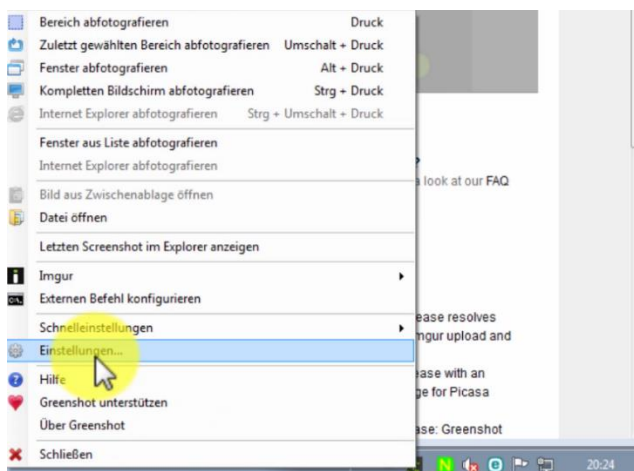 Bereich abfotografieren Druck
Zuletzt gewählten Bereich abfotografieren Umschalt + Druck
Fenster abfotografieren Alt + Druck
Kompletten Bildschirm abfotografieren Strg + Druck
Internet Explorer abfotografieren Strg + Umschalt + Druck
Fenster aus Liste abfotografieren
Internet Explorer abfotografieren
a look at our FAQ
Bild aus Zwischenablage öffnen
Datei öffnen
Letzten Screenshot im Explorer anzeigen
Imgur
Externen Befehl konfigurieren
ease resolves
Schnelleinstellungen
mgur upload and
Einstellungen...
ease with an
Hilfe
ge for Picasa
Greenshot unterstützen
Über Greenshot
ase: Greenshot
Schließen
20:24